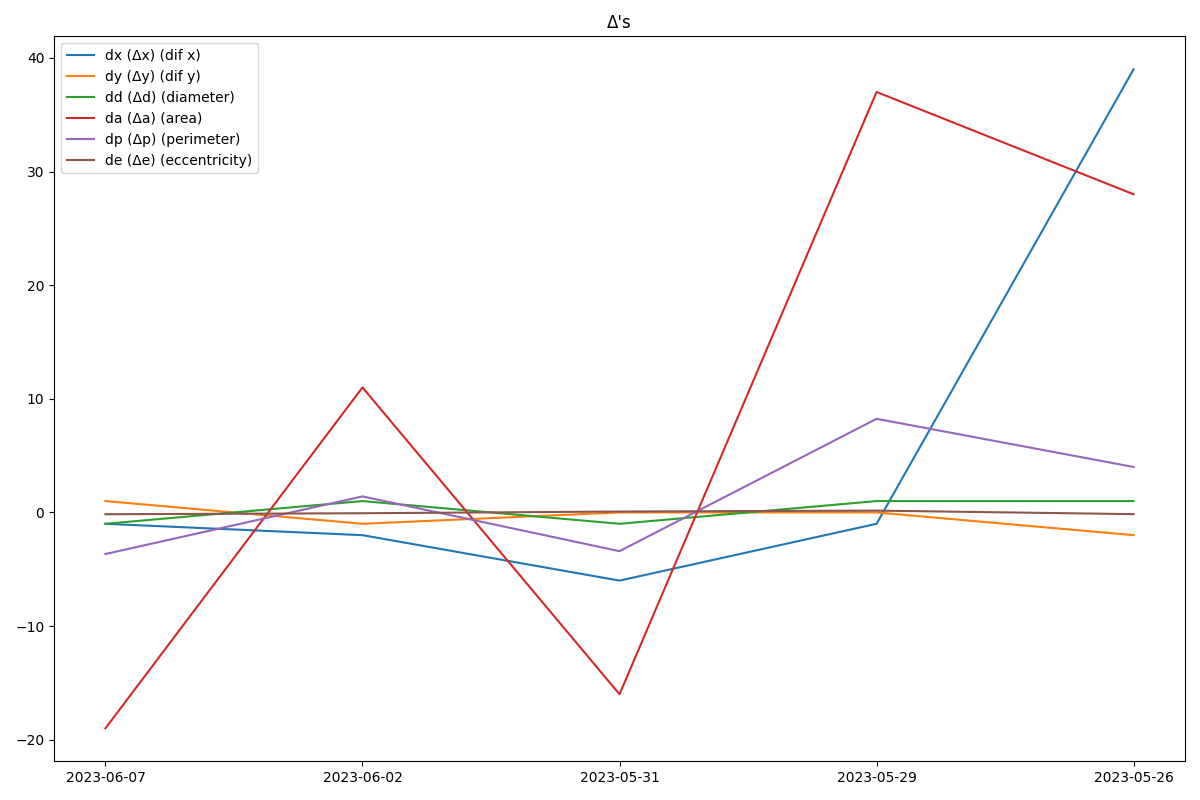 Δ's
dx (Δx) (dif x)
dy (Δy) (dif y)
dd (Δd) (diameter)
da (Δa) (area)
dp (Δp) (perimeter)
de (Δe) (eccentricity)
40
30
20
10
0
−10
−20
2023-06-07 2023-06-02 2023-05-31 2023-05-29 2023-05-26